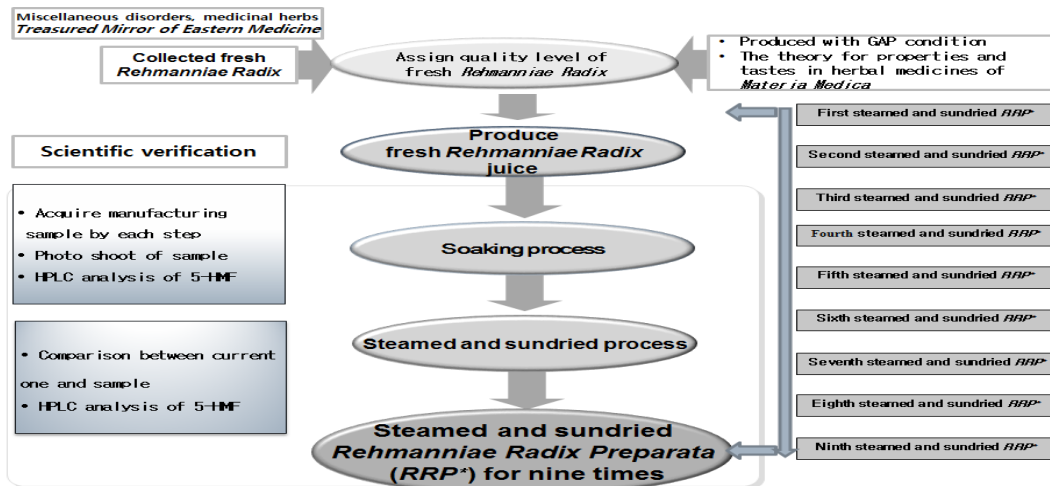 Miscellaneous disorders, medicinal herbs
Treasured Mirror of Eastern Medicine
Collected fresh
Rehmanniae Radix
Assign quality level of
fresh Rehmanniae Radix
• Produced with GAP condition
• The theory for properties and
tastes in herbal medicines of
Materia Medica
Produce
fresh Rehmanniae Radix
juice
Soaking process
Steamed and sundried process
Steamed and sundried
Rehmanniae Radix Preparata
(RRP*) for nine times
Scientific verification
• Acquire manufacturing
sample by each step
• Photo shoot of sample
• HPLC analysis of 5-HMF
• Comparison between current
one and sample
• HPLC analysis of 5-HMF
First steamed and sundried RRP*
Second steamed and sundried RRP*
Third steamed and sundried RRP*
Fourth steamed and sundried RRP*
Fifth steamed and sundried RRP*
Sixth steamed and sundried RRP*
Seventh steamed and sundried RRP*
Eighth steamed and sundried RRP*
Ninth steamed and sundried RRP*